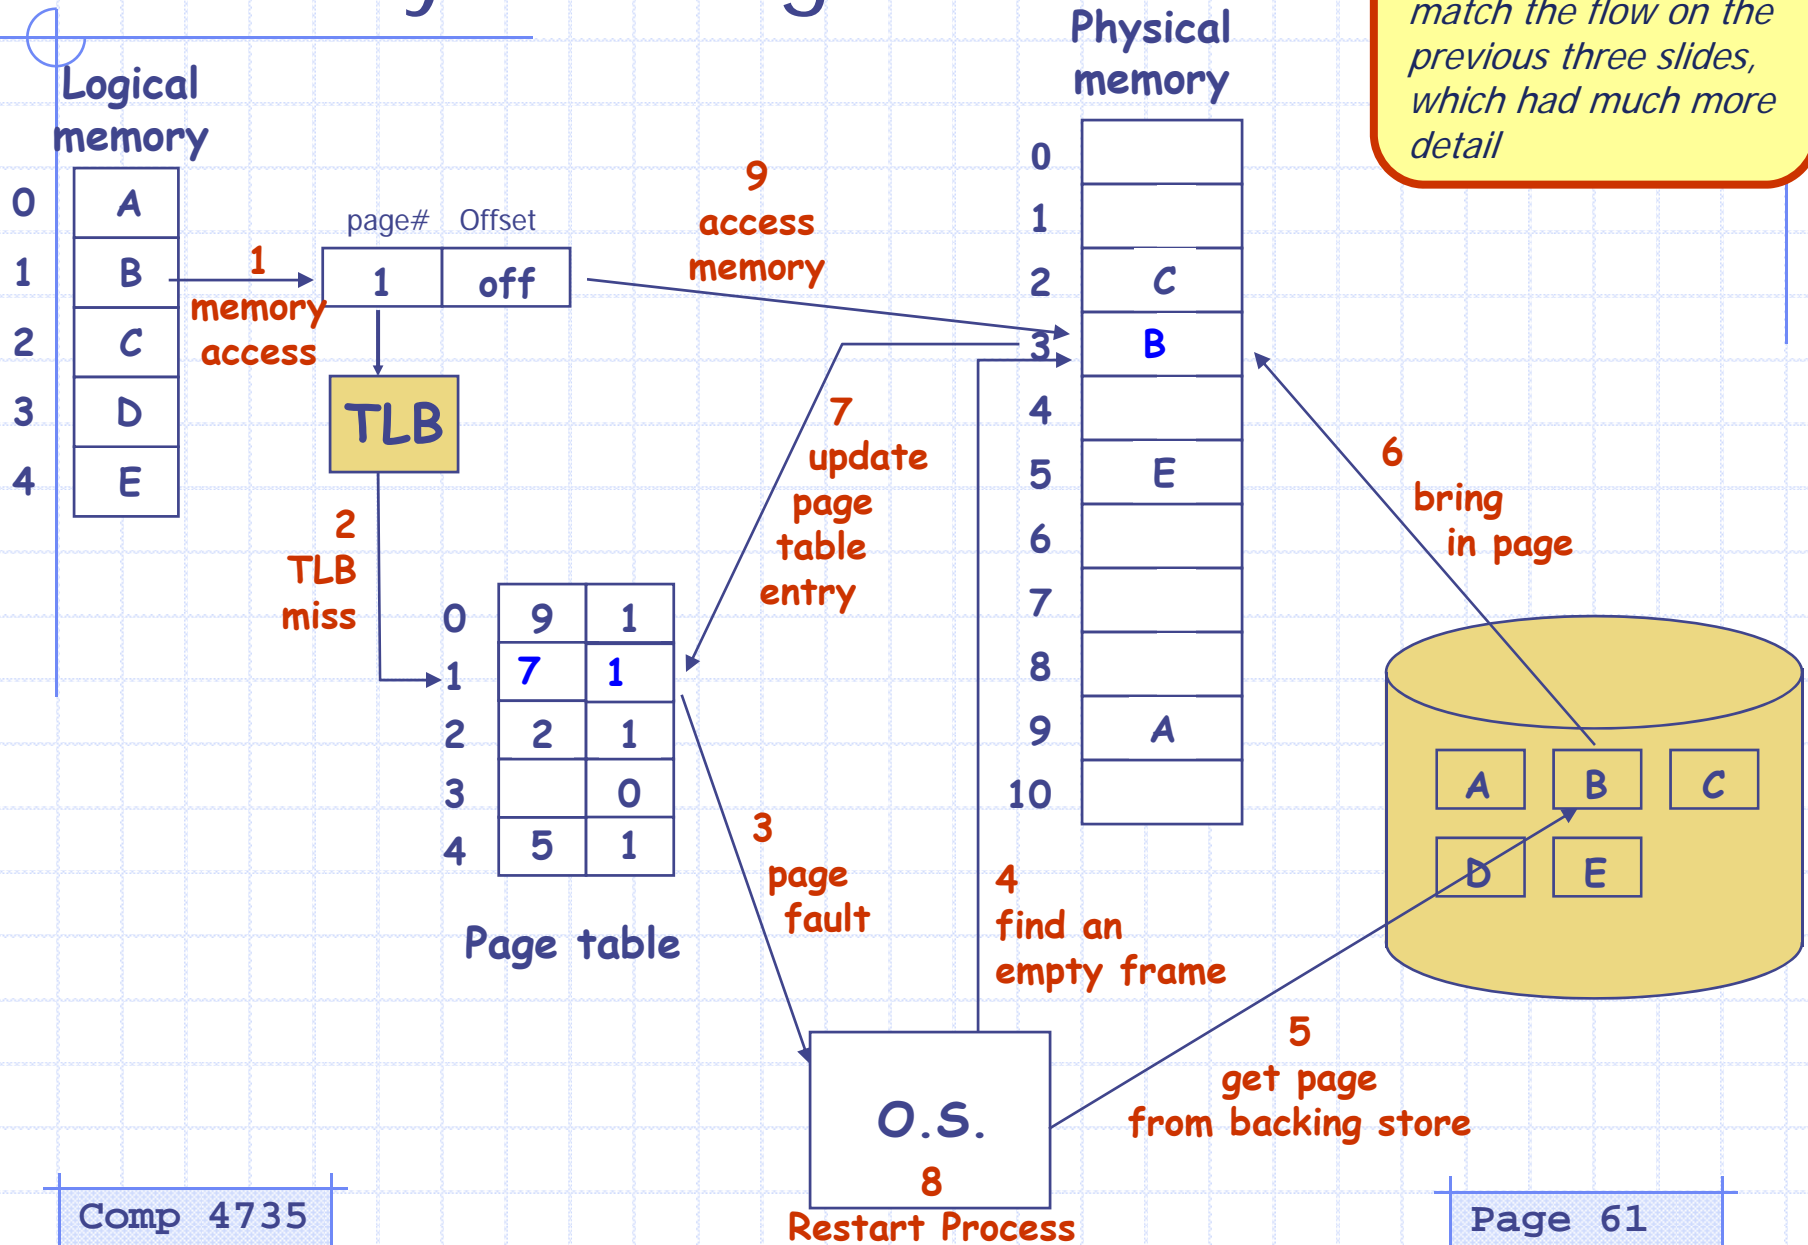 Physical
memory
match the flow on the
previous three slides,
which had much more
detail
Logical
memory
0 A
1 B
2 C
3 D
4 E
1
memory
access
page# Offset
1 off
TLB
2
TLB
miss
9
access
memory
0
1
2 C
3 B
4
5 E
6
7
8
9 A
10
7
update
page
table
entry
6
bring
in page
0 9 1
1 7 1
2 2 1
3 0
4 5 1
Page table
3
page
fault
4
find an
empty frame
A B C
D E
5
get page
from backing store
O.S.
8
Restart Process
Comp 4735
Page 61